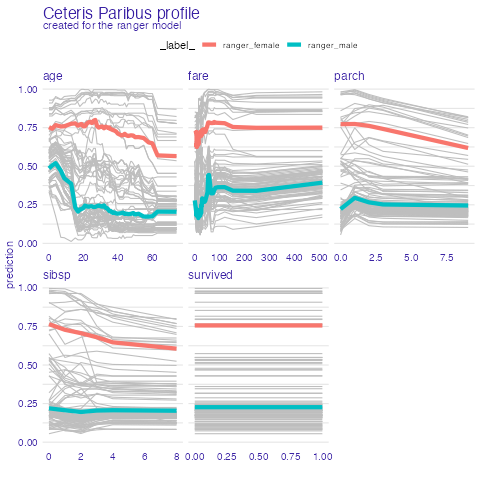 Ceteris Paribus profile
created for the ranger model
_label_ ranger_female ranger_male
age fare parch
1.00
0.75
0.50
0.25
0.00
0 20 40 60 0 100 200 300 400 500 0.0 2.5 5.0 7.5
prediction
sibsp survived
1.00
0.75
0.50
0.25
0.00
0 2 4 6 8 0.00 0.25 0.50 0.75 1.00